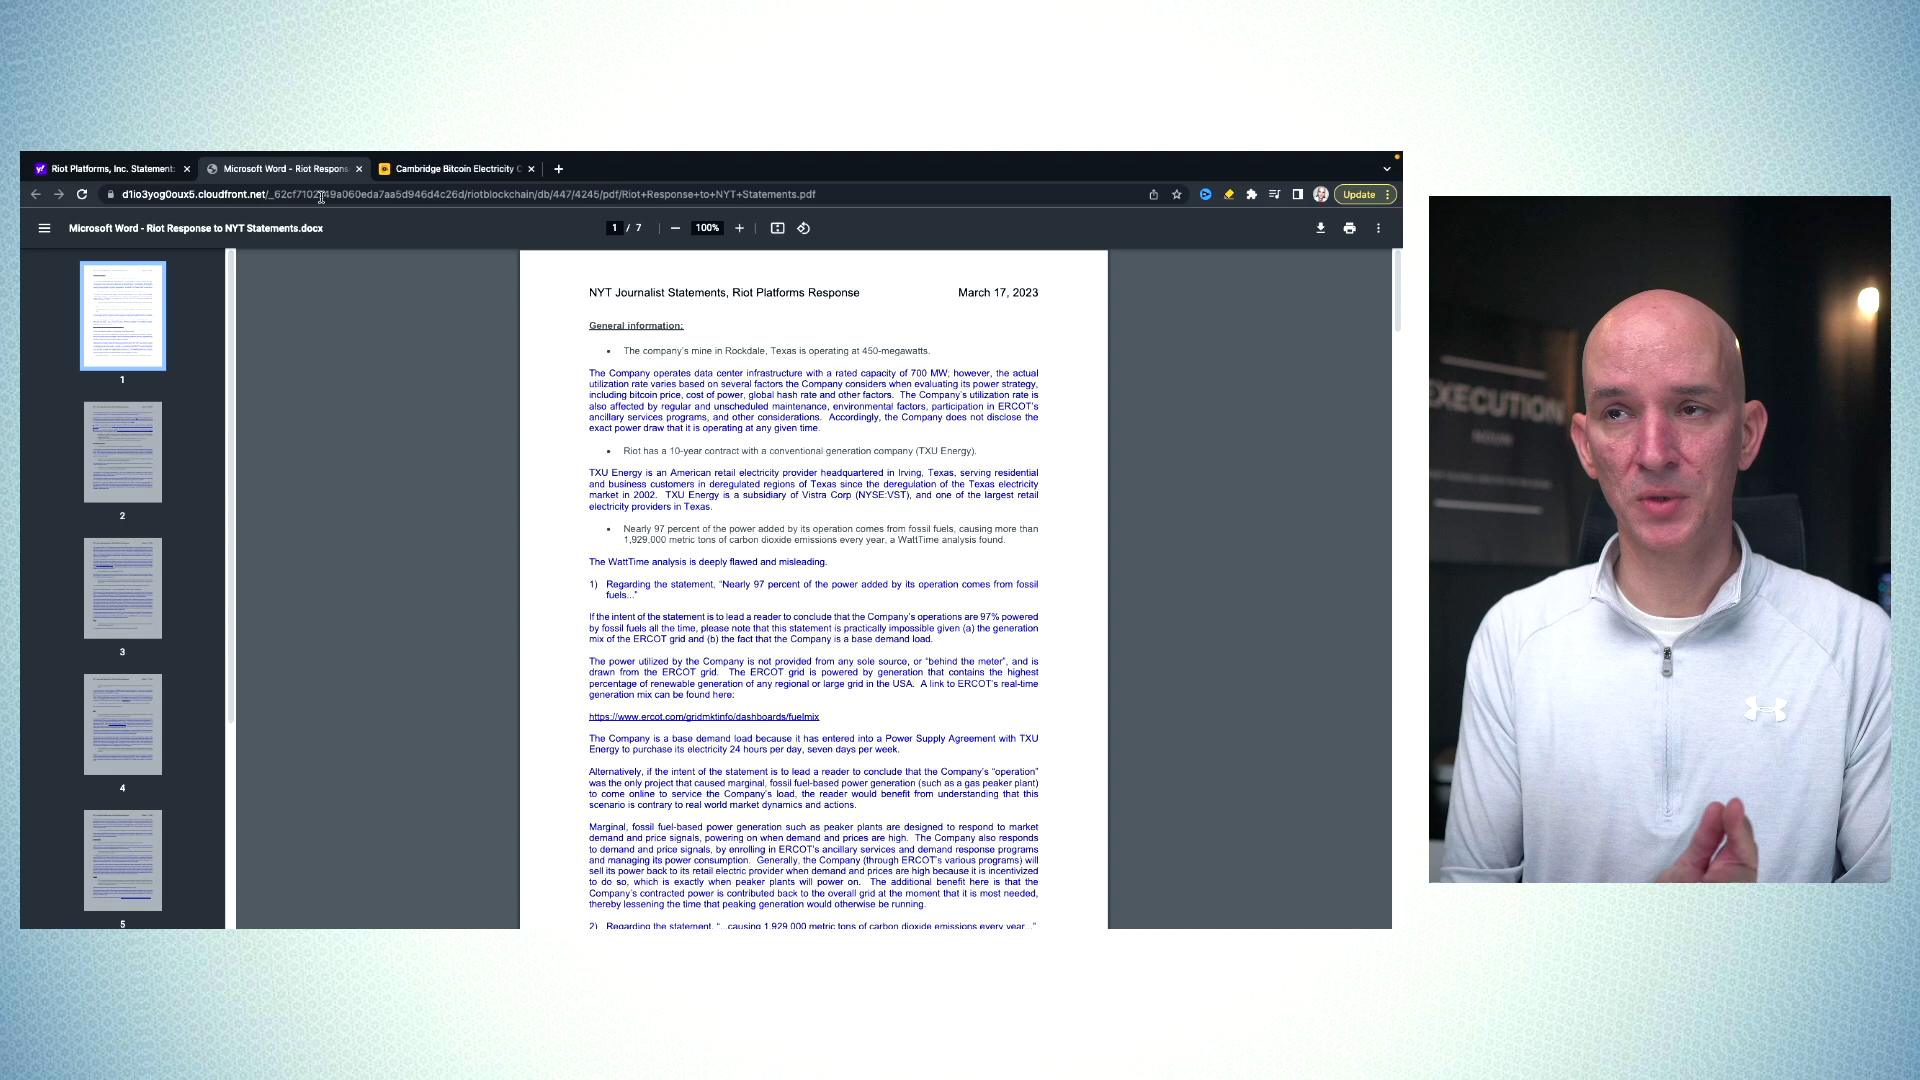 Riot Platforms, Inc. Statement:
Microsoft Word - Riot Respons
Cambridge Bitcoin Electricity C
Update
Microsoft Word - Riot Response to NYT Statements.docx
1 / 7
100%
NYT Journalist Statements, Riot Platforms Response March 17, 2023
General information:
• The company's mine in Rockdale, Texas is operating at 450-megawatts.
The Company operates data center infrastructure with a rated capacity of 700 MW; however, the actual
utilization rate varies based on several factors the Company considers when evaluating its power strategy,
including bitcoin price, cost of power, global hash rate and other factors. The Company's utilization rate is
also affected by regular and unscheduled maintenance, environmental factors, participation in ERCOT's
ancillary services programs, and other considerations. Accordingly, the Company does not disclose the
exact power draw that it is operating at any given time.
• Riot has a 10-year contract with a conventional generation company (TXU Energy).
TXU Energy is an American retail electricity provider headquartered in Irving, Texas, serving residential
and business customers in deregulated regions of Texas since the deregulation of the Texas electricity
market in 2002. TXU Energy is a subsidiary of Vistra Corp (NYSE:VST), and one of the largest retail
electricity providers in Texas.
• Nearly 97 percent of the power added by its operation comes from fossil fuels, causing more than
1,929,000 metric tons of carbon dioxide emissions every year, a WattTime analysis found.
The WattTime analysis is deeply flawed and misleading.
1) Regarding the statement, “Nearly 97 percent of the power added by its operation comes from fossil
fuels...”
If the intent of the statement is to lead a reader to conclude that the Company's operations are 97% powered
by fossil fuels all the time, please note that this statement is practically impossible given (a) the generation
mix of the ERCOT grid and (b) the fact that the Company is a base demand load.
The power utilized by the Company is not provided from any sole source, or “behind the meter”, and is
drawn from the ERCOT grid. The ERCOT grid is powered by generation that contains the highest
percentage of renewable generation of any regional or large grid in the USA. A link to ERCOT's real-time
generation mix can be found here:
https://www.ercot.com/gridmktinfo/dashboards/fuelmix
The Company is a base demand load because it has entered into a Power Supply Agreement with TXU
Energy to purchase its electricity 24 hours per day, seven days per week.
Alternatively, if the intent of the statement is to lead a reader to conclude that the Company's “operation”
was the only project that caused marginal, fossil fuel-based power generation (such as a gas peaker plant)
to come online to service the Company's load, the reader would benefit from understanding that this
scenario is contrary to real world market dynamics and actions.
Marginal, fossil fuel-based power generation such as peaker plants are designed to respond to market
demand and price signals, powering on when demand and prices are high. The Company also responds
to demand and price signals, by enrolling in ERCOT's ancillary services and demand response programs
and managing its power consumption. Generally, the Company (through ERCOT's various programs) will
sell its power back to its retail electric provider when demand and prices are high because it is incentivized
to do so, which is exactly when peaker plants will power on. The additional benefit here is that the
Company's contracted power is contributed back to the overall grid at the moment that it is most needed,
thereby lessening the time that peaking generation would otherwise be running.
2) Regarding the statement, “...causing 1,929,000 metric tons of carbon dioxide emissions every year...”
1
2
3
4
5
EXECUTION
NOUN